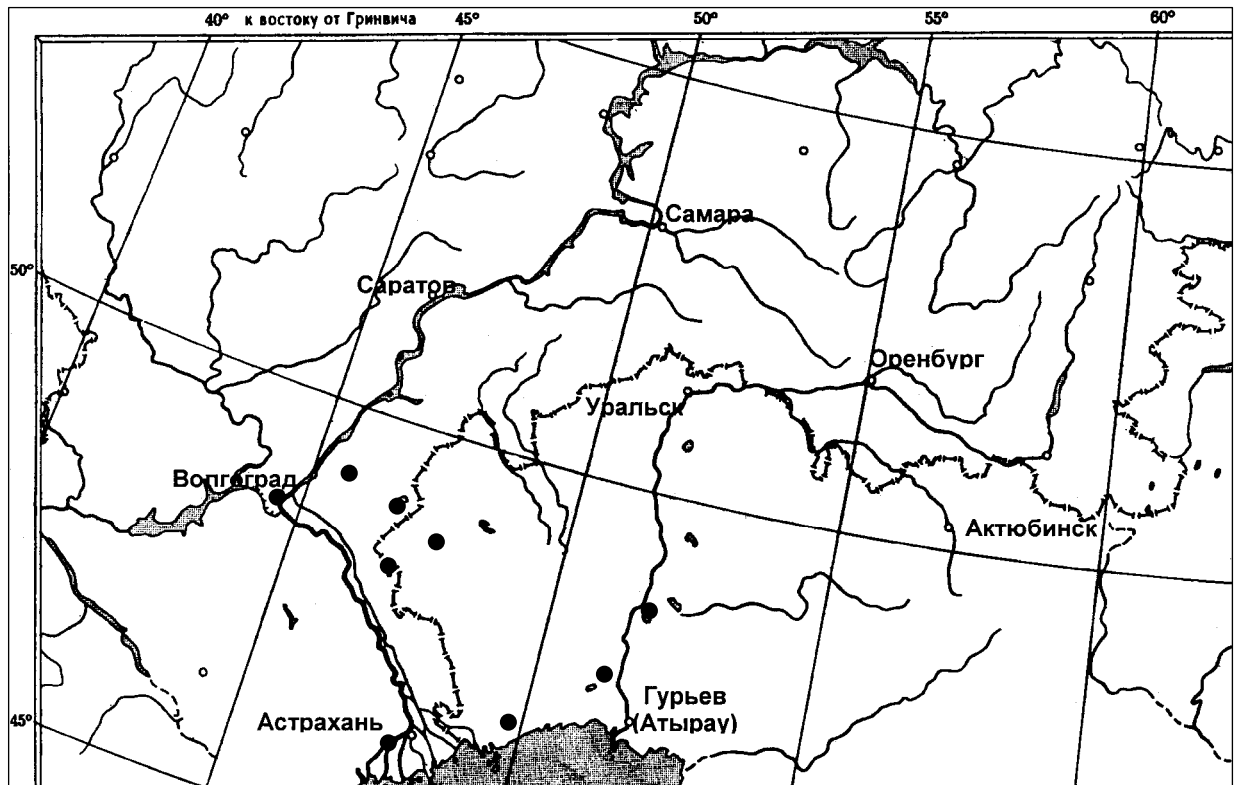 40° к востоку от Гринвича 45° 50° 55° 60°
Самара
50°
Саратов
Оренбург
Уральск
Волгоград
Актюбинск
Гурьев
(Атырау)
Астрахань
45°